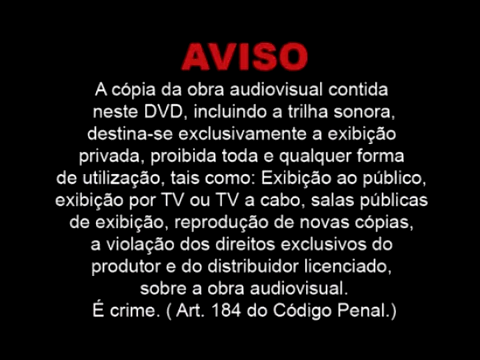 AVISO
A cópia da obra audiovisual contida
neste DVD, incluindo a trilha sonora,
destina-se exclusivamente a exibição
privada, proibida toda e qualquer forma
de utilização, tais como: Exibição ao público,
exibição por TV ou TV a cabo, salas públicas
de exibição, reprodução de novas cópias,
a violação dos direitos exclusivos do
produtor e do distribuidor licenciado,
sobre a obra audiovisual.
É crime. ( Art. 184 do Código Penal.)